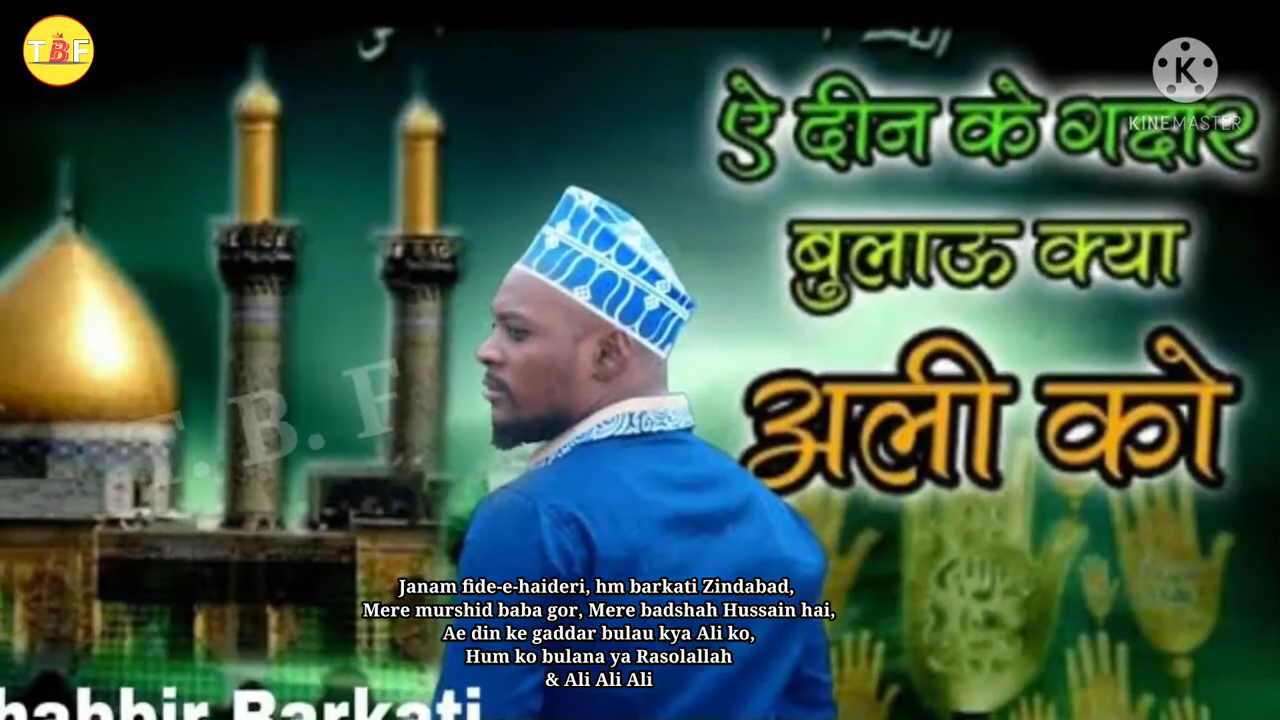 TBF
ऐ दीन के गद्दार
KINEMASTER
बुलाऊ क्या
अली को
T. B. F
Janam fide-e-haideri, hm barkati Zindabad,
Mere murshid baba gor, Mere badshah Hussain hai,
Ae din ke gaddar bulau kya Ali ko,
Hum ko bulana ya Rasolallah
& Ali Ali Ali
Barkati